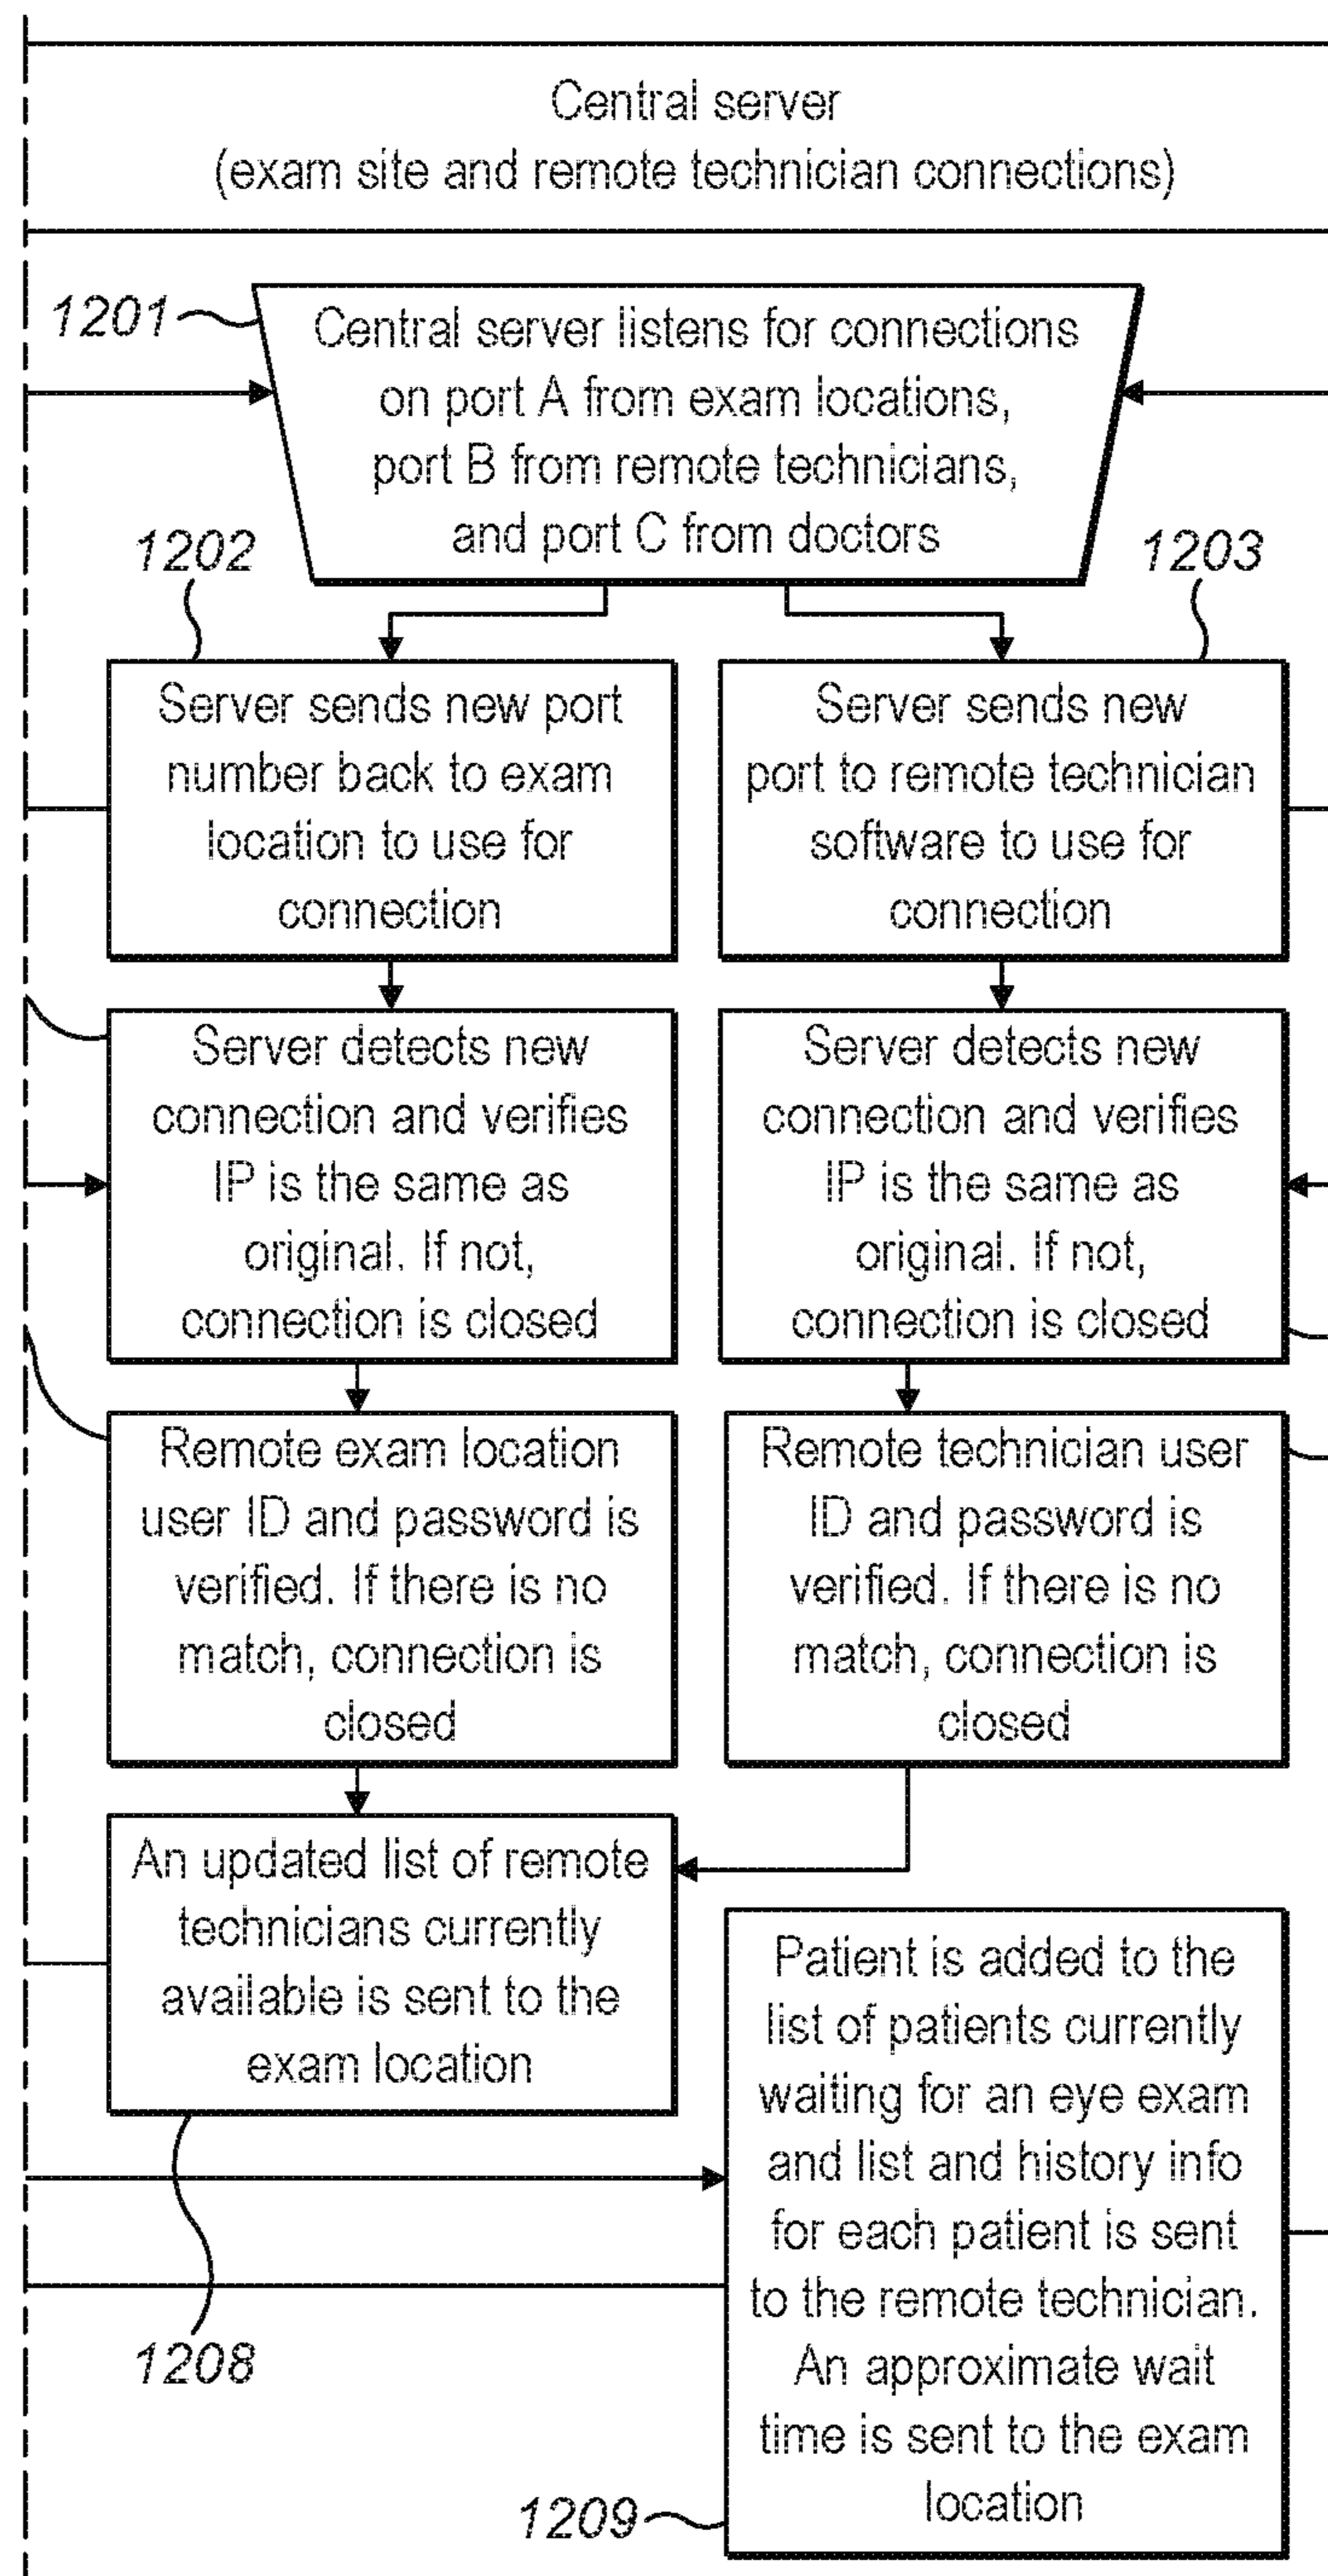 Central server
(exam site and remote technician connections)
1201
Central server listens for connections
on port A from exam locations,
port B from remote technicians,
and port C from doctors
1202
1203
Server sends new port
number back to exam
location to use for
connection
Server sends new
port to remote technician
software to use for
connection
Server detects new
connection and verifies
IP is the same as
original. If not,
connection is closed
Server detects new
connection and verifies
IP is the same as
original. If not,
connection is closed
Remote exam location
user ID and password is
verified. If there is no
match, connection is
closed
Remote technician user
ID and password is
verified. If there is no
match, connection is
closed
An updated list of remote
technicians currently
available is sent to the
exam location
1208
Patient is added to the
list of patients currently
waiting for an eye exam
and list and history info
for each patient is sent
to the remote technician.
An approximate wait
time is sent to the exam
location
1209